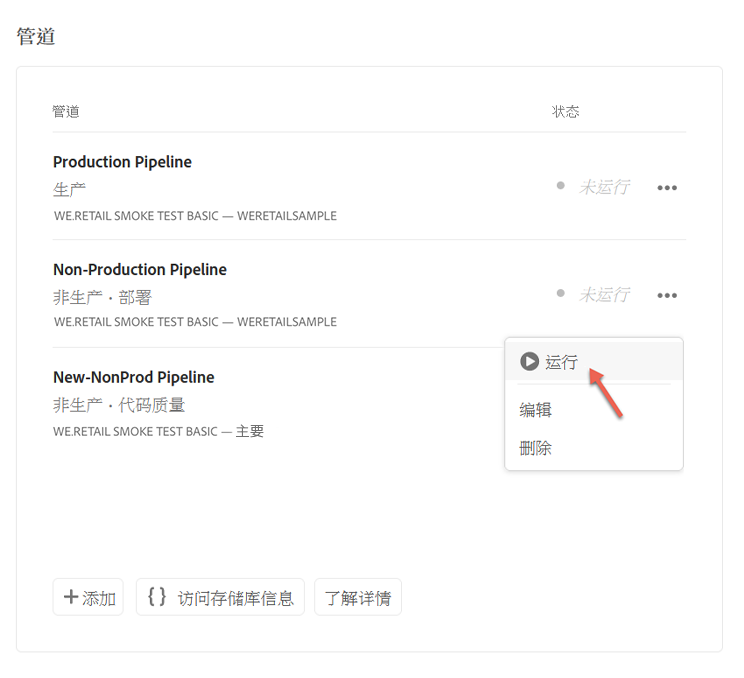 管道
管道 状态
Production Pipeline
生产
未运行
WE.RETAIL SMOKE TEST BASIC — WERETAILSAMPLE
Non-Production Pipeline
非生产 · 部署
未运行
WE.RETAIL SMOKE TEST BASIC — WERETAILSAMPLE
New-NonProd Pipeline
非生产 · 代码质量
WE.RETAIL SMOKE TEST BASIC — 主要
运行
编辑
删除
添加 {} 访问存储库信息 了解详情